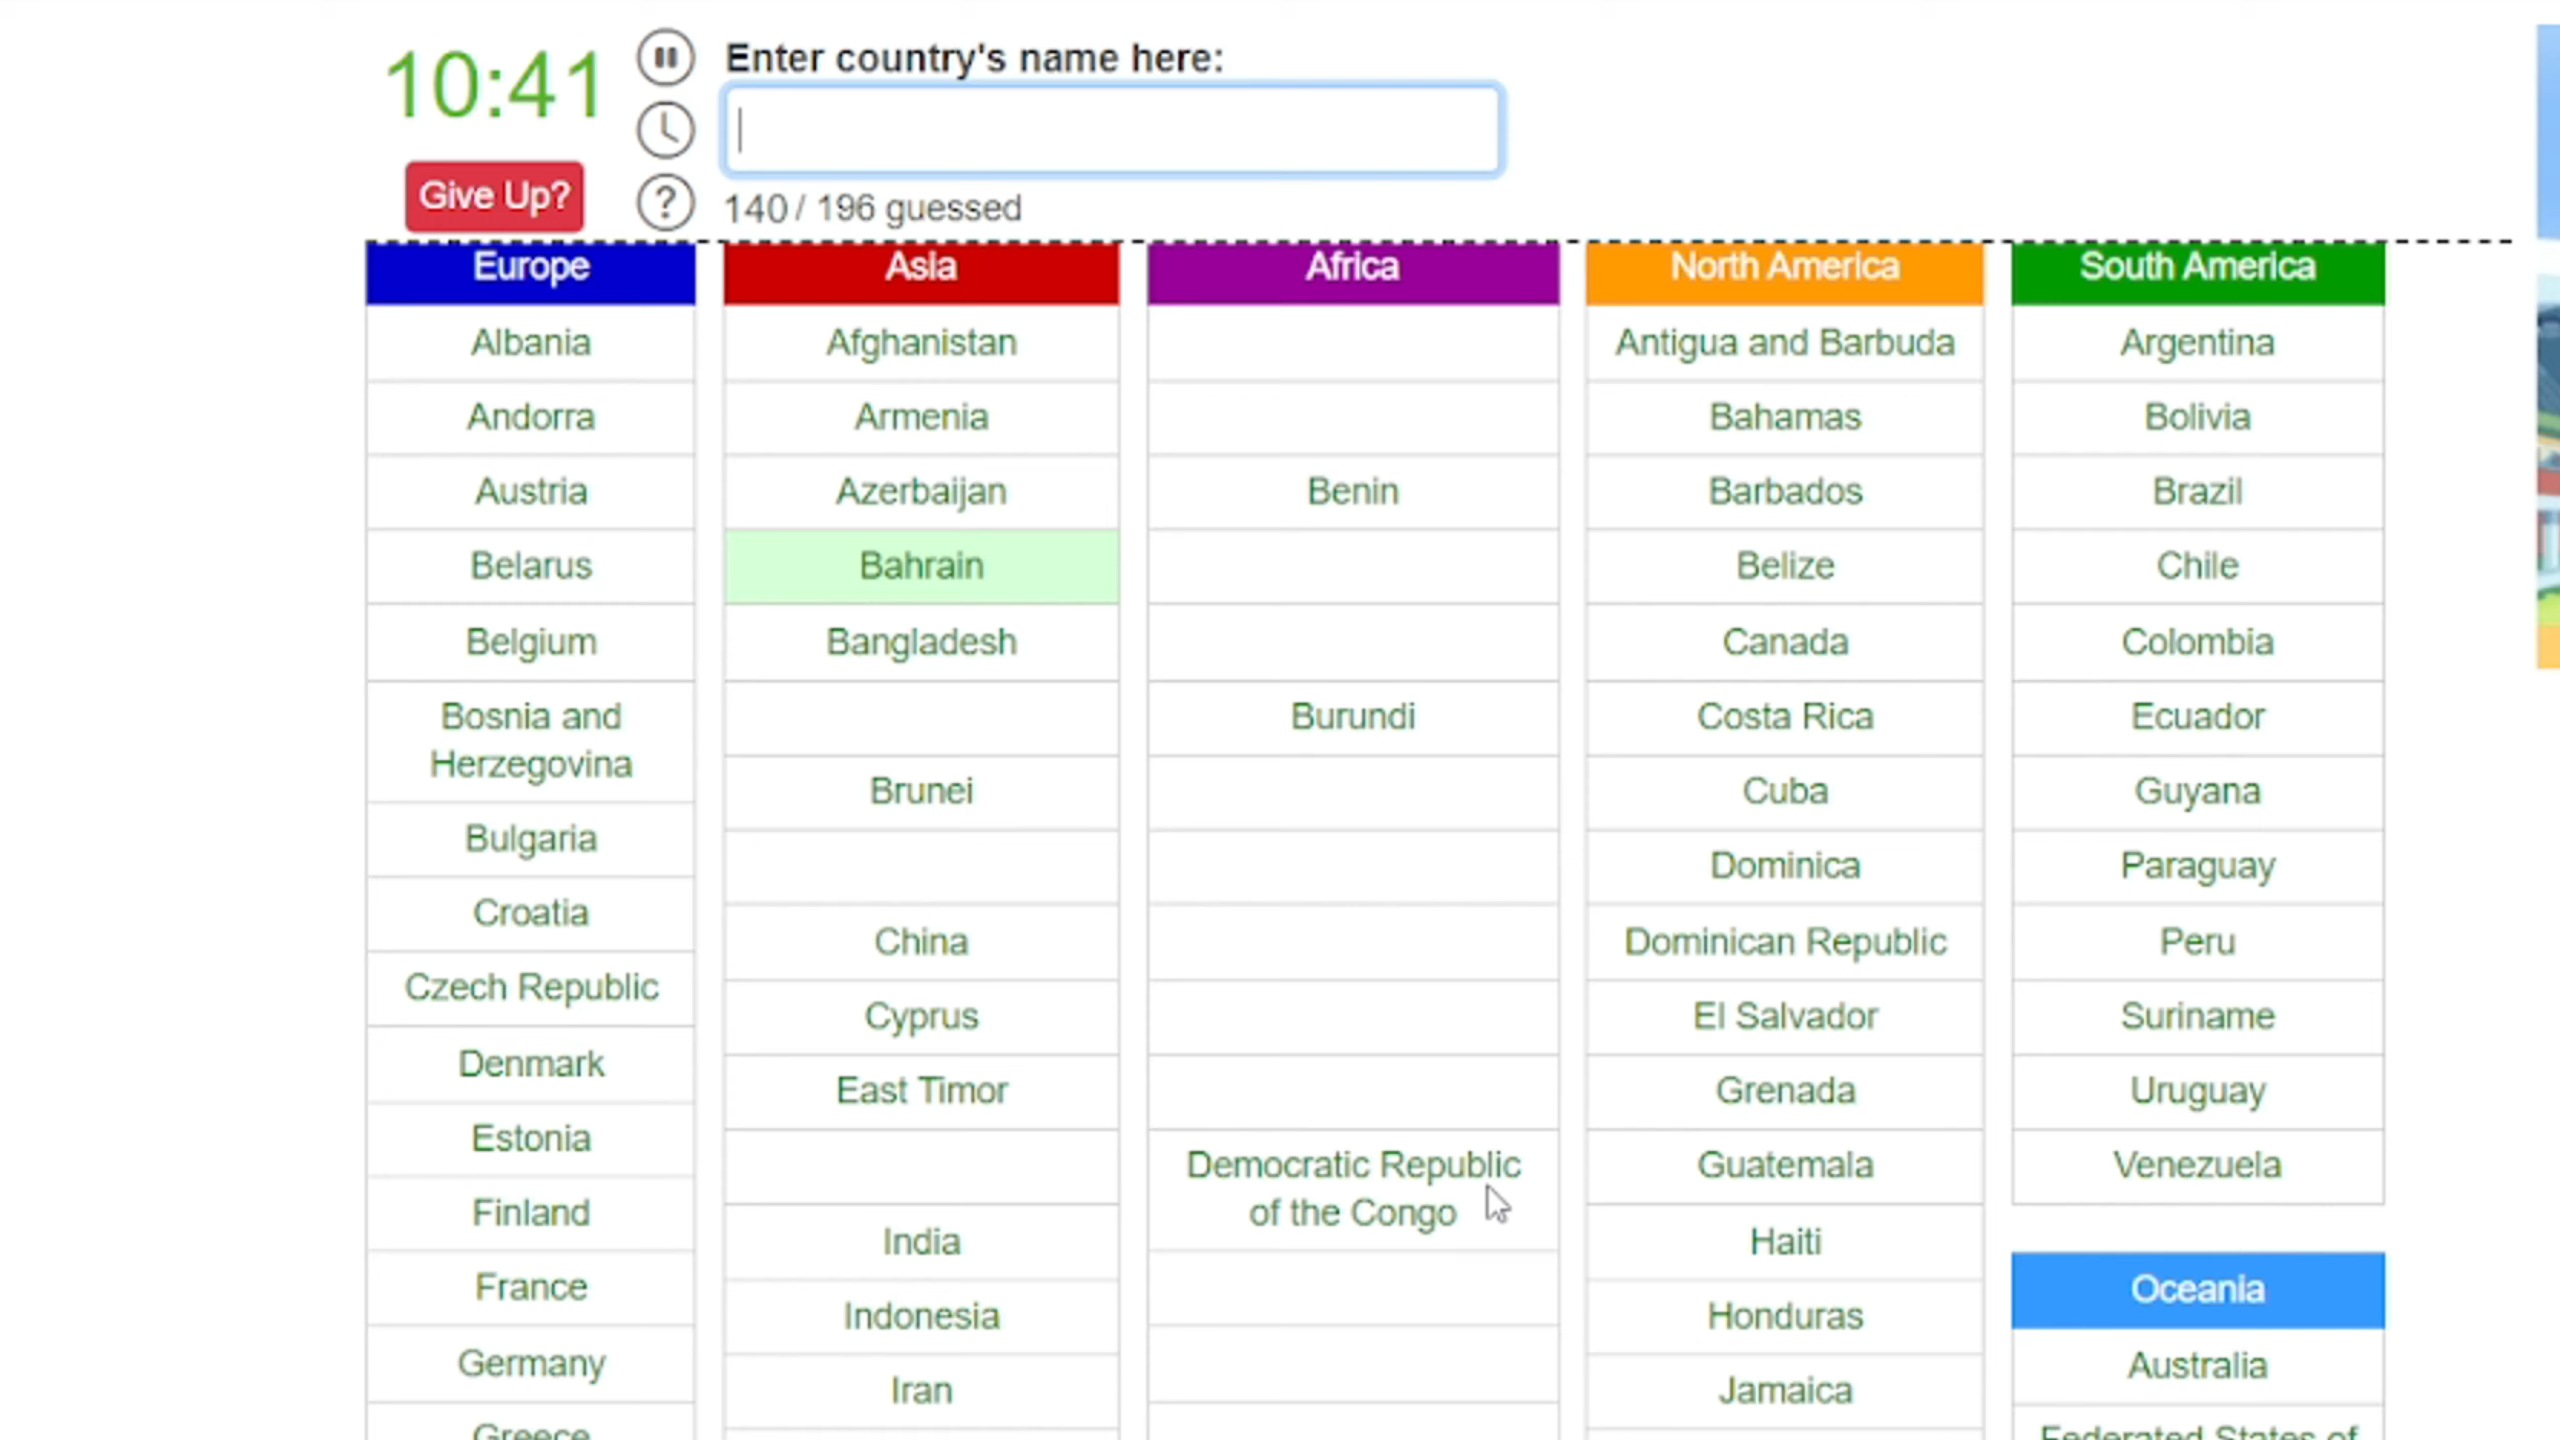 10:41
Enter country's name here:
Give Up?
?
140 / 196 guessed
Europe
Albania
Andorra
Austria
Belarus
Belgium
Bosnia and
Herzegovina
Bulgaria
Croatia
Czech Republic
Denmark
Estonia
Finland
France
Germany
Greece
Asia
Afghanistan
Armenia
Azerbaijan
Bahrain
Bangladesh
Brunei
China
Cyprus
East Timor
India
Indonesia
Iran
Africa
Benin
Burundi
Democratic Republic
of the Congo
North America
Antigua and Barbuda
Bahamas
Barbados
Belize
Canada
Costa Rica
Cuba
Dominica
Dominican Republic
El Salvador
Grenada
Guatemala
Haiti
Honduras
Jamaica
South America
Argentina
Bolivia
Brazil
Chile
Colombia
Ecuador
Guyana
Paraguay
Peru
Suriname
Uruguay
Venezuela
Oceania
Australia
Federated States of